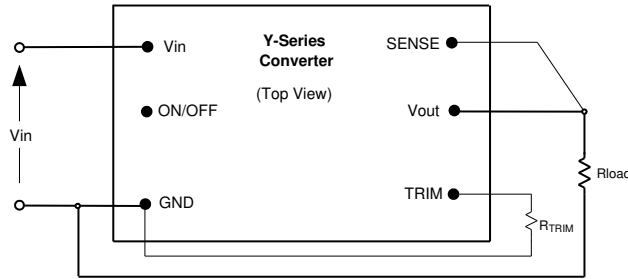 Y-Series
Converter
(Top View)
Vin
SENSE
ON/OFF
Vout
Vin
Rload
GND
TRIM
RTRIM